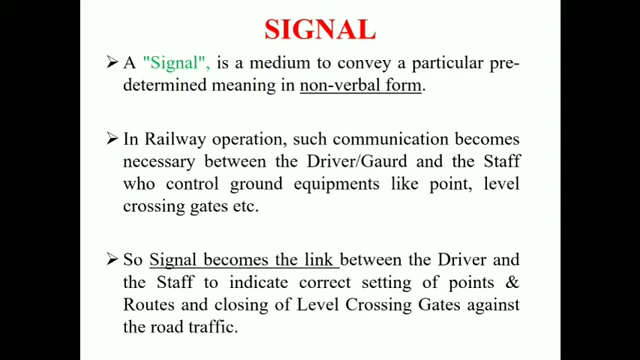 SIGNAL
➢ A "Signal", is a medium to convey a particular pre-
determined meaning in non-verbal form.
➢ In Railway operation, such communication becomes
necessary between the Driver/Gaurd and the Staff
who control ground equipments like point, level
crossing gates etc.
➢ So Signal becomes the link between the Driver and
the Staff to indicate correct setting of points &
Routes and closing of Level Crossing Gates against
the road traffic.